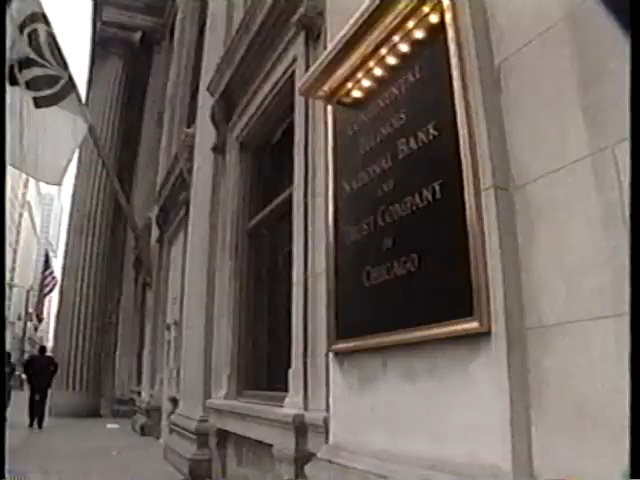 CONTINENTAL
ILLINOIS
NATIONAL BANK
AND
TRUST COMPANY
OF
CHICAGO